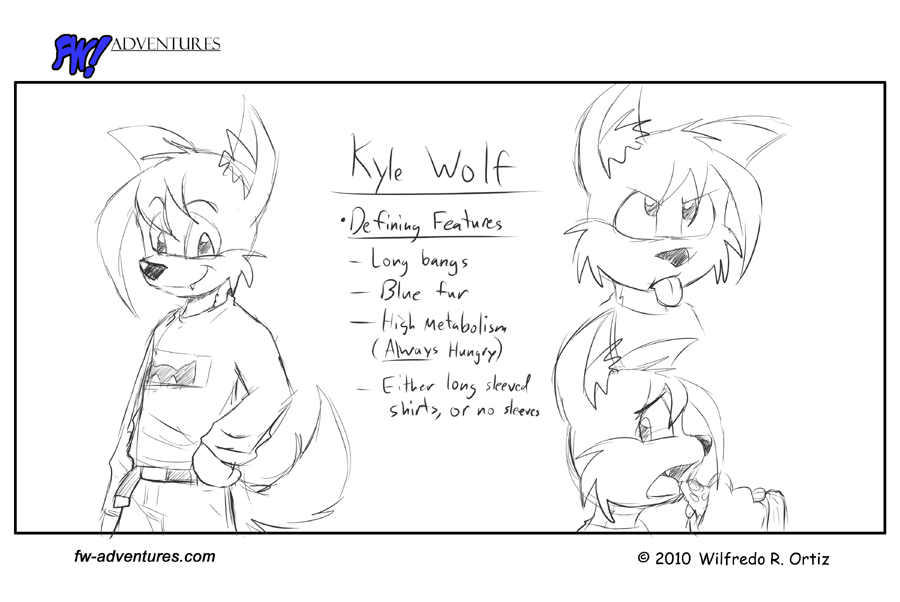 FW! ADVENTURES
Kyle Wolf
• Defining Features
– Long bangs
– Blue fur
– High Metabolism
(Always Hungry)
– Either long sleeved
shirts, or no sleeves
fw-adventures.com
© 2010 Wilfredo R. Ortiz